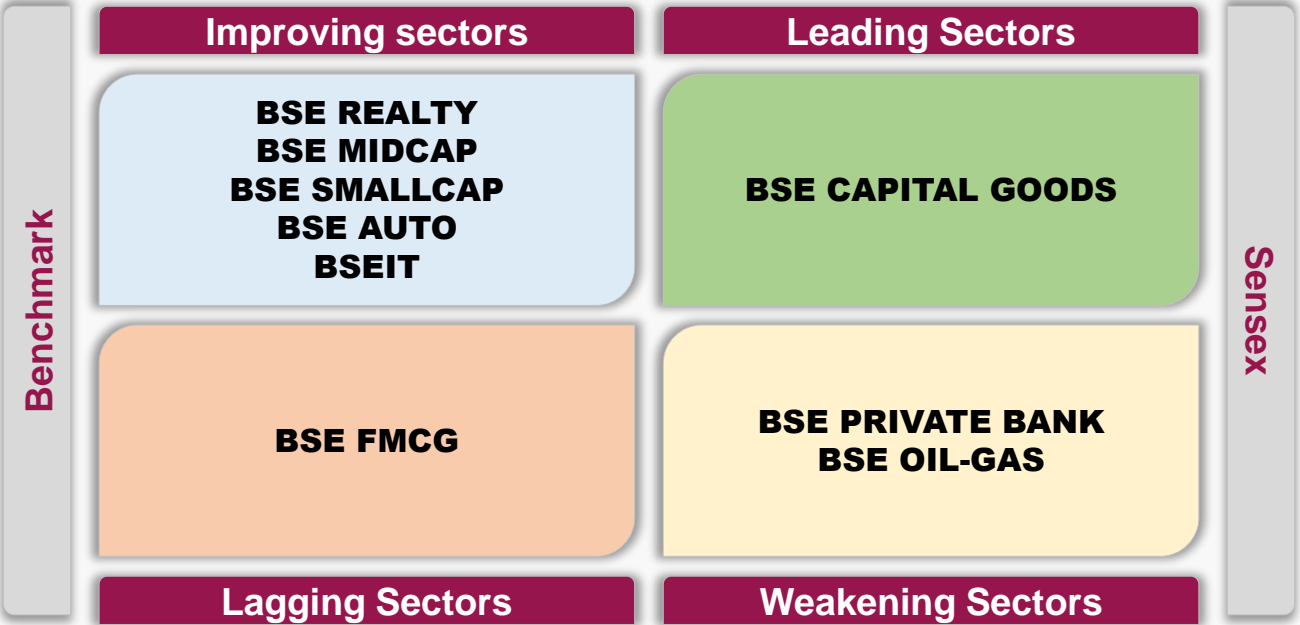 Improving sectors
Leading Sectors
Benchmark
BSE REALTY
BSE MIDCAP
BSE SMALLCAP
BSE AUTO
BSEIT
BSE CAPITAL GOODS
Sensex
BSE FMCG
BSE PRIVATE BANK
BSE OIL-GAS
Lagging Sectors
Weakening Sectors